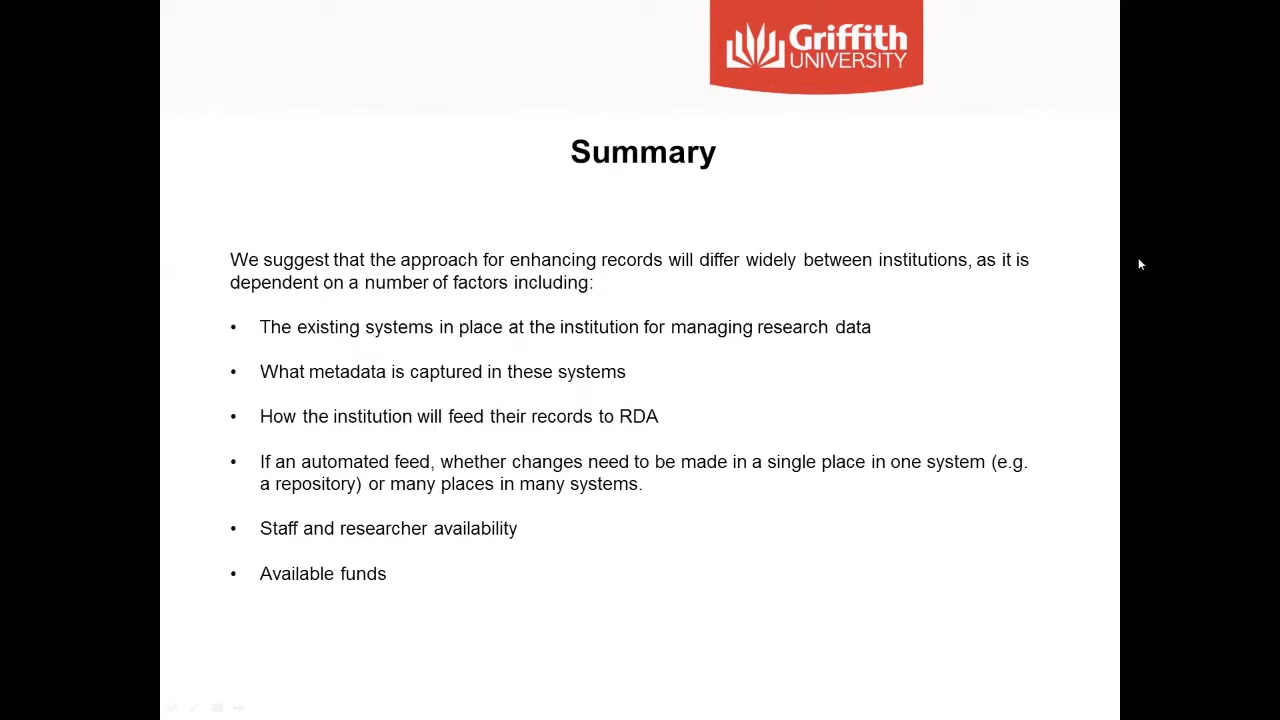 Griffith
UNIVERSITY
Summary
We suggest that the approach for enhancing records will differ widely between institutions, as it is
dependent on a number of factors including:
• The existing systems in place at the institution for managing research data
• What metadata is captured in these systems
• How the institution will feed their records to RDA
• If an automated feed, whether changes need to be made in a single place in one system (e.g.
a repository) or many places in many systems.
• Staff and researcher availability
• Available funds